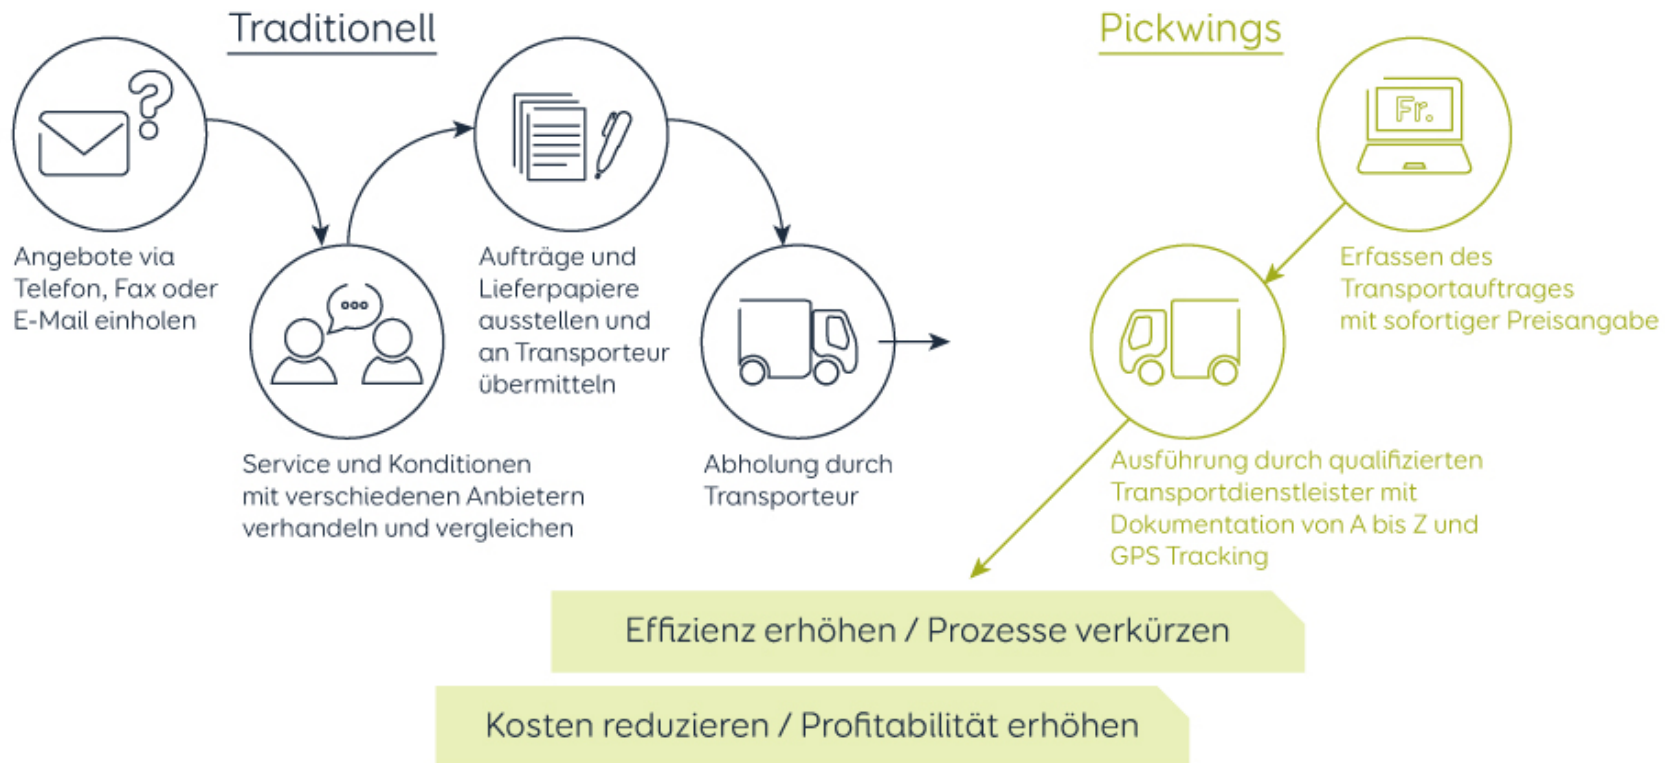 Traditionell
Angebote via
Telefon, Fax oder
E-Mail einholen
Service und Konditionen
mit verschiedenen Anbietern
verhandeln und vergleichen
Aufträge und
Lieferpapiere
ausstellen und
an Transporteur
übermitteln
Abholung durch
Transporteur
Pickwings
Fr.
Erfassen des
Transportauftrages
mit sofortiger Preisangabe
Ausführung durch qualifizierten
Transportdienstleister mit
Dokumentation von A bis Z und
GPS Tracking
Effizienz erhöhen / Prozesse verkürzen
Kosten reduzieren / Profitabilität erhöhen